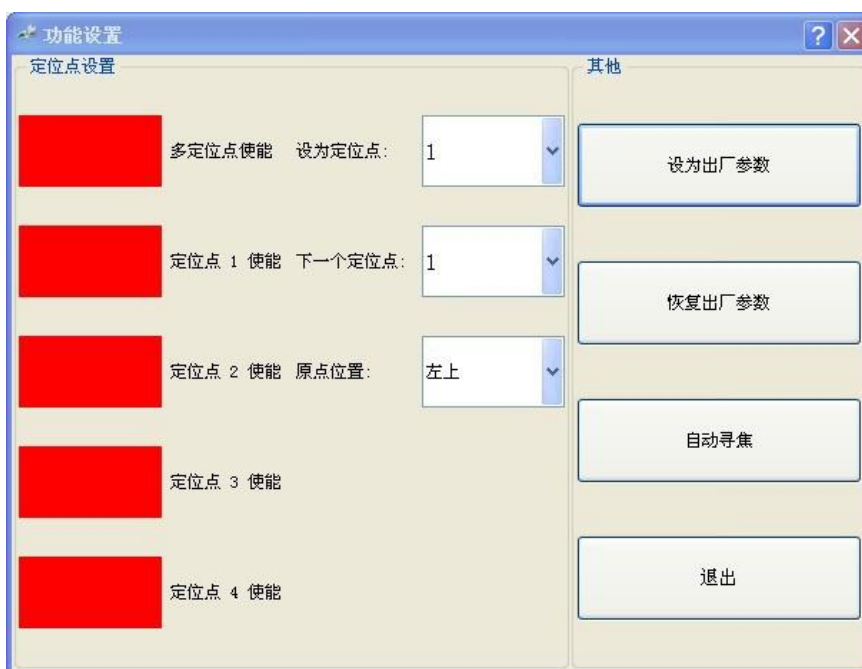 功能设置
定位点设置
多定位点使能 设为定位点: 1
定位点 1 使能 下一个定位点: 1
定位点 2 使能 原点位置: 左上
定位点 3 使能
定位点 4 使能
其他
设为出厂参数
恢复出厂参数
自动寻焦
退出